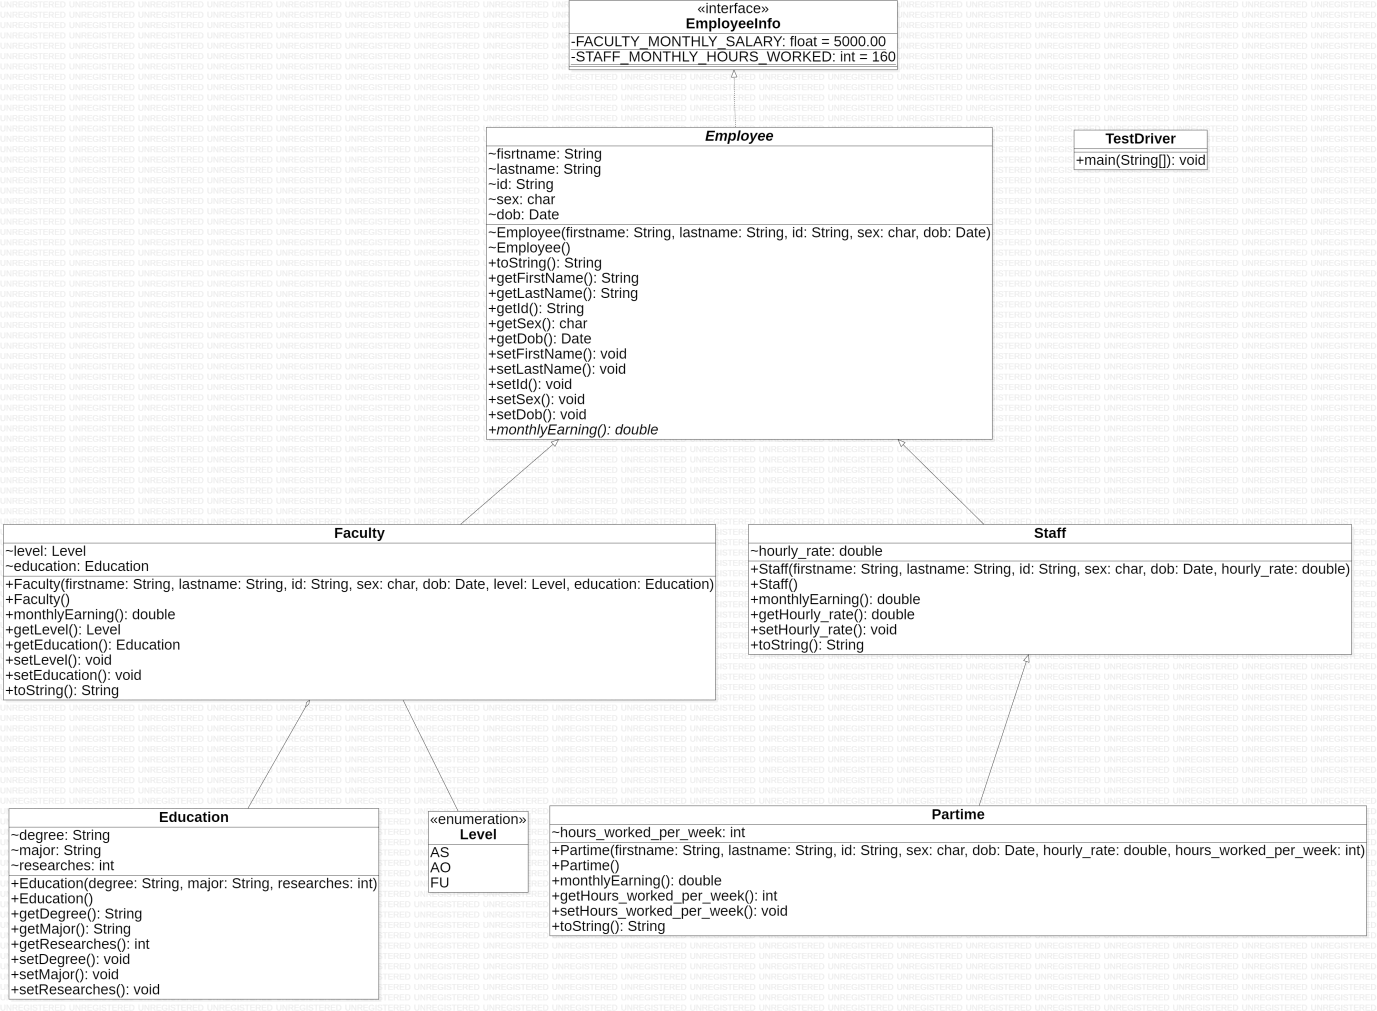 «interface»
EmployeeInfo
-FACULTY_MONTHLY_SALARY: float = 5000.00
-STAFF_MONTHLY_HOURS_WORKED: int = 160
Employee
~fisrtname: String
~lastname: String
~id: String
~sex: char
~dob: Date
~Employee(firstname: String, lastname: String, id: String, sex: char, dob: Date)
~Employee()
+toString(): String
+getFirstName(): String
+getLastName(): String
+getId(): String
+getSex(): char
+getDob(): Date
+setFirstName(): void
+setLastName(): void
+setId(): void
+setSex(): void
+setDob(): void
+monthlyEarning(): double
TestDriver
+main(String[]): void
Faculty
~level: Level
~education: Education
+Faculty(firstname: String, lastname: String, id: String, sex: char, dob: Date, level: Level, education: Education)
+Faculty()
+monthlyEarning(): double
+getLevel(): Level
+getEducation(): Education
+setLevel(): void
+setEducation(): void
+toString(): String
Staff
~hourly_rate: double
+Staff(firstname: String, lastname: String, id: String, sex: char, dob: Date, hourly_rate: double)
+Staff()
+monthlyEarning(): double
+getHourly_rate(): double
+setHourly_rate(): void
+toString(): String
Education
~degree: String
~major: String
~researches: int
+Education(degree: String, major: String, researches: int)
+Education()
+getDegree(): String
+getMajor(): String
+getResearches(): int
+setDegree(): void
+setMajor(): void
+setResearches(): void
«enumeration»
Level
AS
AO
FU
Partime
~hours_worked_per_week: int
+Partime(firstname: String, lastname: String, id: String, sex: char, dob: Date, hourly_rate: double, hours_worked_per_week: int)
+Partime()
+monthlyEarning(): double
+getHours_worked_per_week(): int
+setHours_worked_per_week(): void
+toString(): String
UNREGISTERED